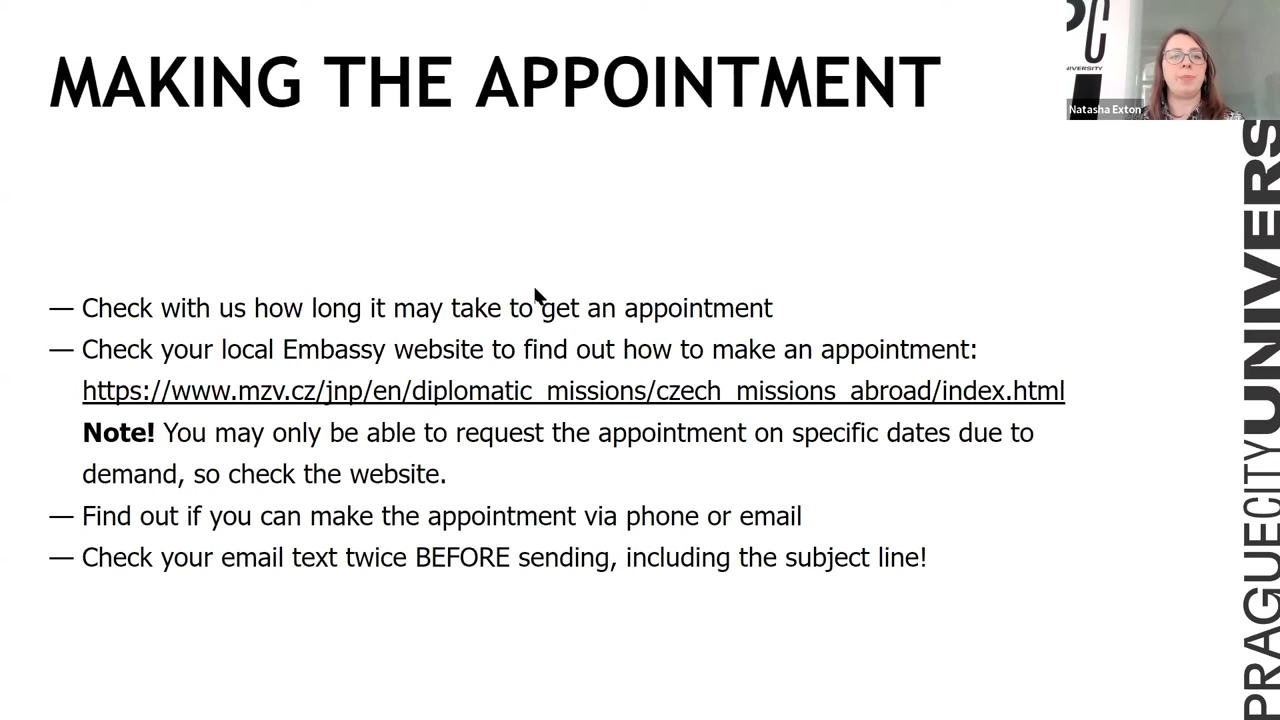 MAKING THE APPOINTMENT
— Check with us how long it may take to get an appointment
— Check your local Embassy website to find out how to make an appointment:
https://www.mzv.cz/jnp/en/diplomatic_missions/czech_missions_abroad/index.html
Note! You may only be able to request the appointment on specific dates due to
demand, so check the website.
— Find out if you can make the appointment via phone or email
— Check your email text twice BEFORE sending, including the subject line!
Natasha Exton
PRAGUECITYUNIVERS